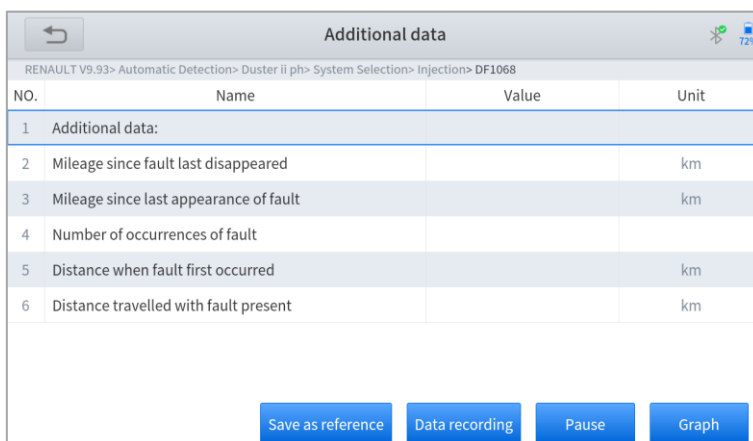 Additional data
72%
RENAULT V9.93> Automatic Detection> Duster ii ph> System Selection> Injection> DF1068
NO. Name Value Unit
1 Additional data:
2 Mileage since fault last disappeared km
3 Mileage since last appearance of fault km
4 Number of occurrences of fault
5 Distance when fault first occurred km
6 Distance travelled with fault present km
Save as reference Data recording Pause Graph